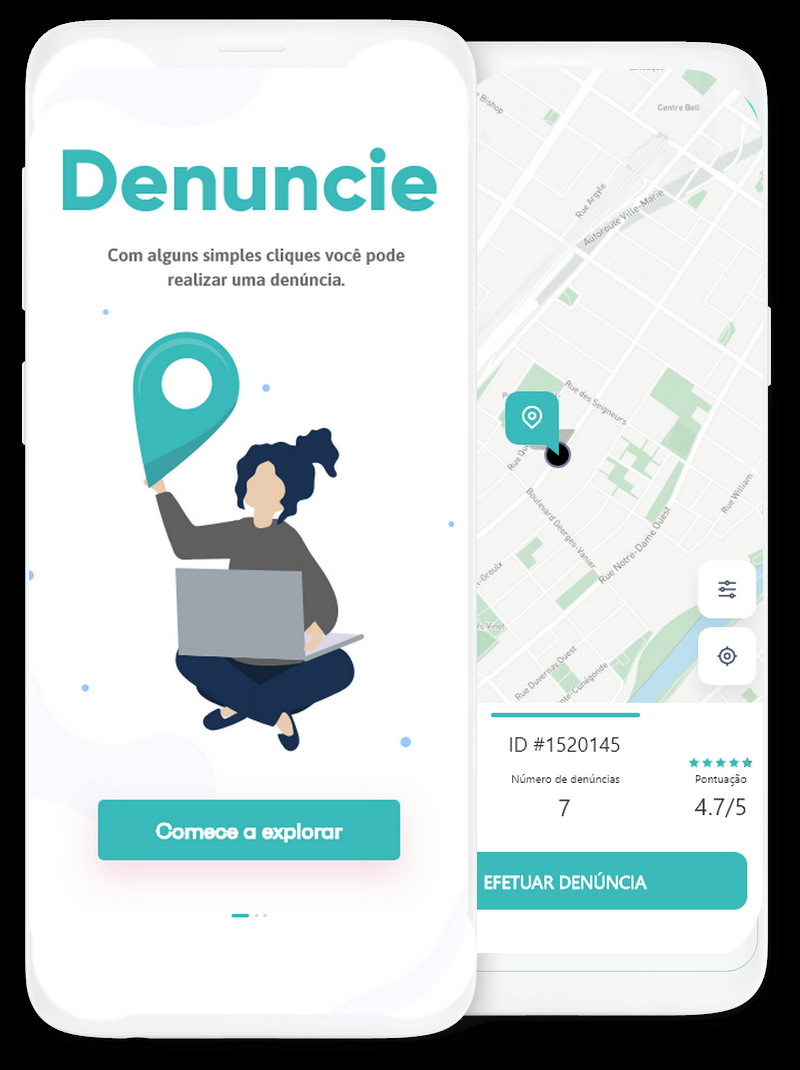 Denuncie
Com alguns simples cliques você pode
realizar uma denúncia.
Comece a explorar
Bishop
Centre Bell
Rue Argyle
Autoroute Ville-Marie
Rue des Seigneurs
Boulevard Georges-Vanier
Rue Notre-Dame Ouest
Rue William
Rue Duvernay Ouest
ID #1520145
Número de denúncias
7
Pontuação
4.7/5
EFETUAR DENÚNCIA